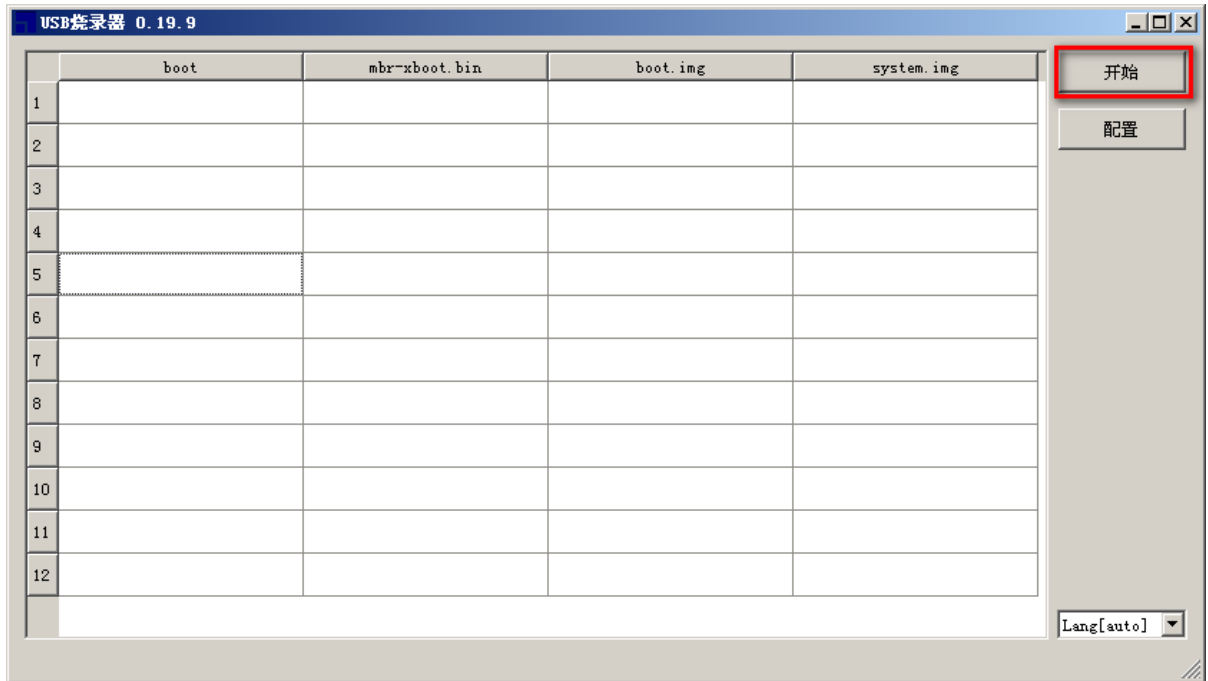 USB烧录器 0.19.9
boot mbr-xboot.bin boot.img system.img
开始
1
配置
2
3
4
5
6
7
8
9
10
11
12
Lang[auto]